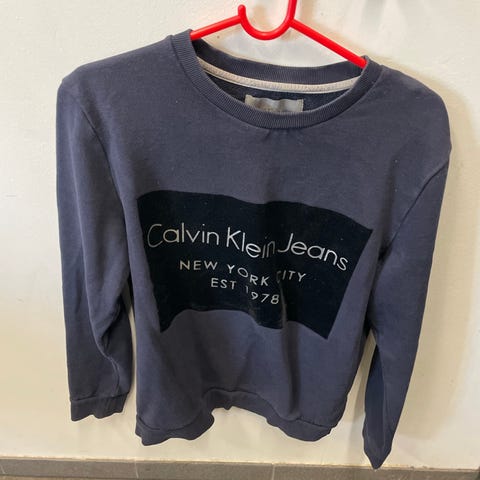 Calvin Klein Jeans
NEW YORK CITY
EST 1978